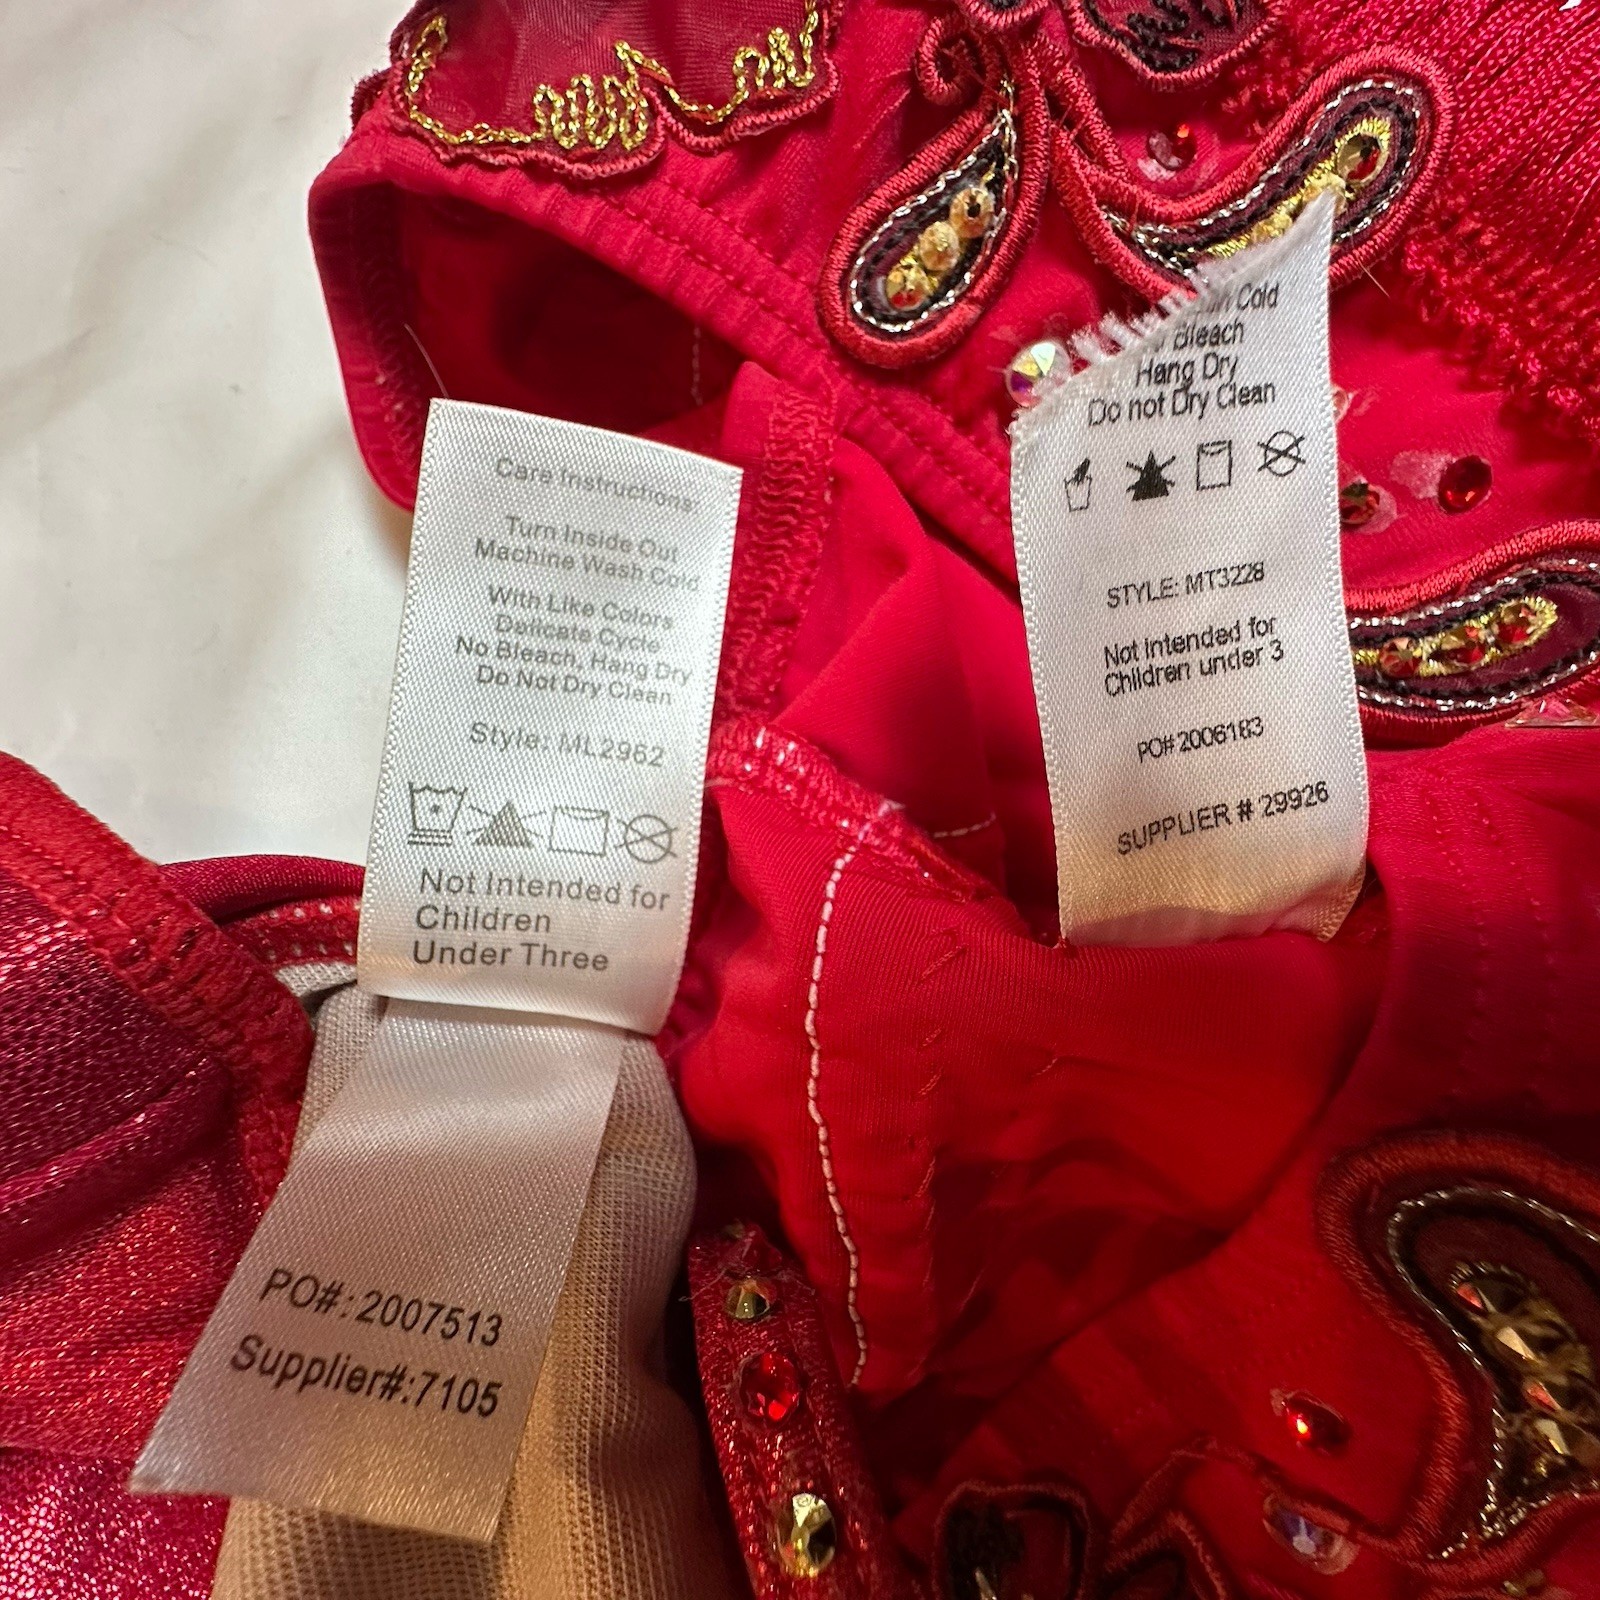 Care Instructions:
Turn Inside Out
Machine Wash Cold
With Like Colors
Delicate Cycle
No Bleach, Hang Dry
Do Not Dry Clean
Style: ML2962
Not Intended for
Children
Under Three
PO#:2007513
Supplier#:7105
Cold
Bleach
Hang Dry
Do not Dry Clean
STYLE: MT3228
Not intended for
Children under 3
PO# 2006183
SUPPLIER # 29926